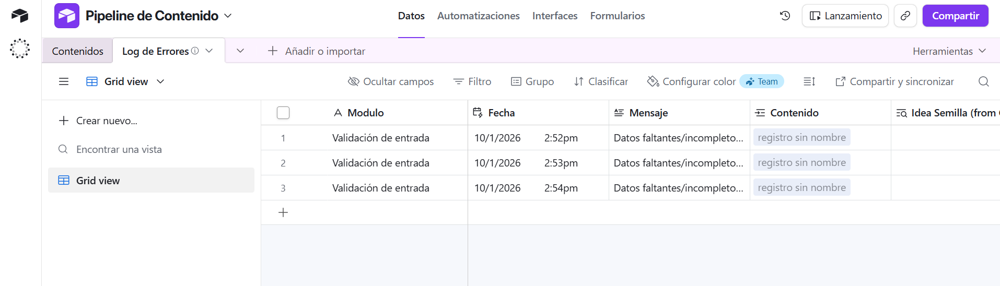 Pipeline de Contenido
Datos Automatizaciones Interfaces Formularios
Lanzamiento
Compartir
Contenidos
Log de Errores
Añadir o importar
Herramientas
Grid view
Ocultar campos
Filtro
Grupo
Clasificar
Configurar color
Team
Compartir y sincronizar
Crear nuevo...
Encontrar una vista
Grid view
Modulo Fecha Mensaje Contenido Idea Semilla (from
1 Validación de entrada 10/1/2026 2:52pm Datos faltantes/incompleto... registro sin nombre
2 Validación de entrada 10/1/2026 2:53pm Datos faltantes/incompleto... registro sin nombre
3 Validación de entrada 10/1/2026 2:54pm Datos faltantes/incompleto... registro sin nombre